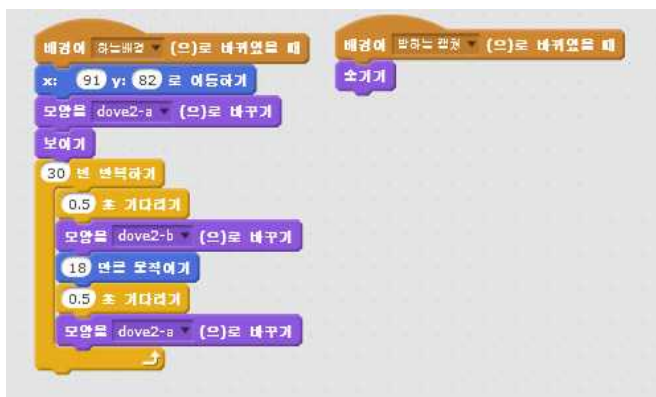 배경이 하는배경 (으)로 바뀌었을 때
x: 91 y: 82 로 이동하기
모양을 dove2-a (으)로 바꾸기
보이기
30 번 반복하기
0.5 초 기다리기
모양을 dove2-b (으)로 바꾸기
18 만큼 움직이기
0.5 초 기다리기
모양을 dove2-a (으)로 바꾸기
배경이 (으)로 바뀌었을 때
숨기기